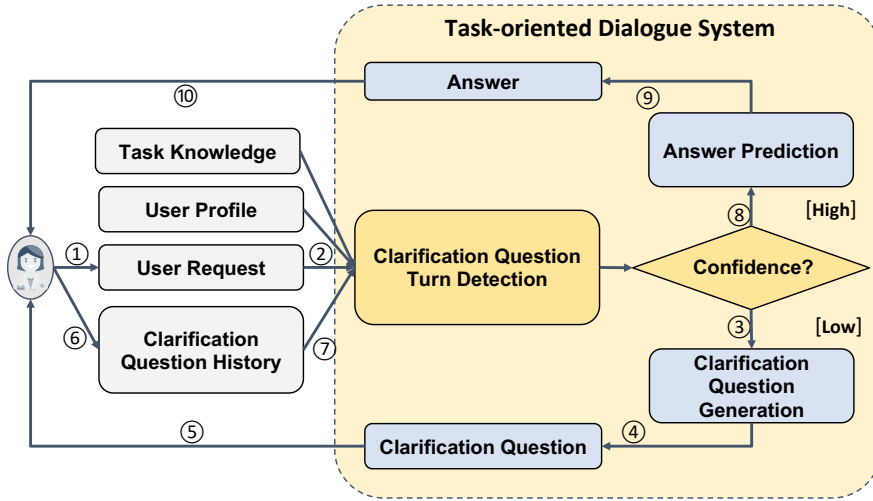 Task-oriented Dialogue System
⑩
Answer
⑨
Task Knowledge
Answer Prediction
User Profile
⑧
[High]
①
User Request
②
Clarification Question
Turn Detection
Confidence?
⑥
Clarification
Question History
⑦
③
[Low]
Clarification
Question
Generation
⑤
Clarification Question
④